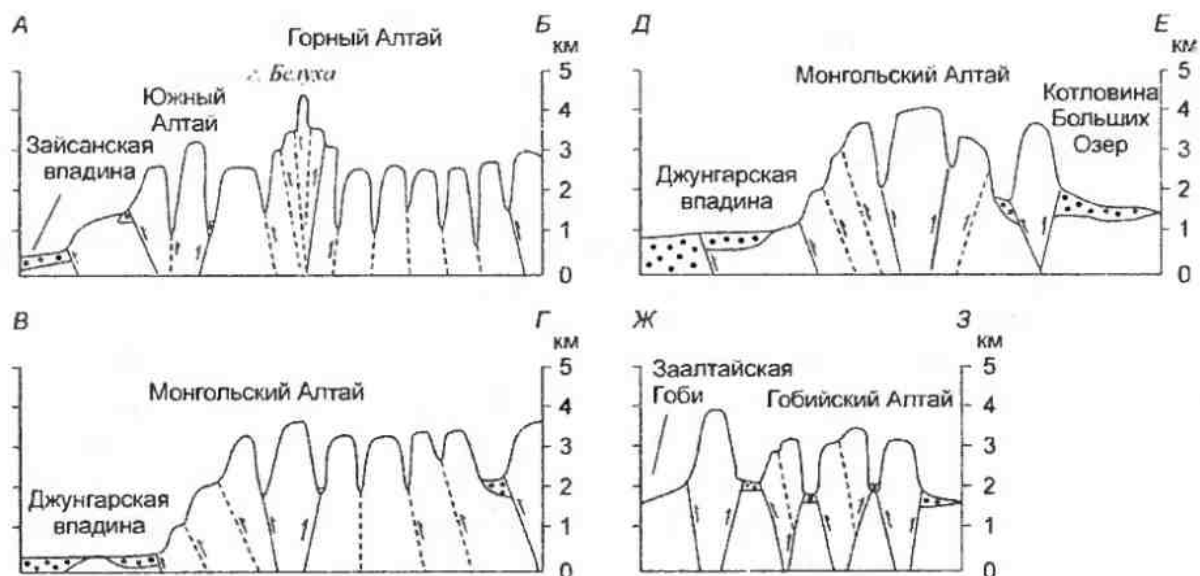 А
Б
км
Горный Алтай
г. Белуха
Южный
Алтай
Зайсанская
впадина
5
4
3
2
1
0
Д
Е
км
Монгольский Алтай
Котловина
Больших
Озер
Джунгарская
впадина
5
4
3
2
1
0
В
Г
км
Монгольский Алтай
Джунгарская
впадина
5
4
3
2
1
0
Ж
З
км
Заалтайская
Гоби
Гобийский Алтай
5
4
3
2
1
0